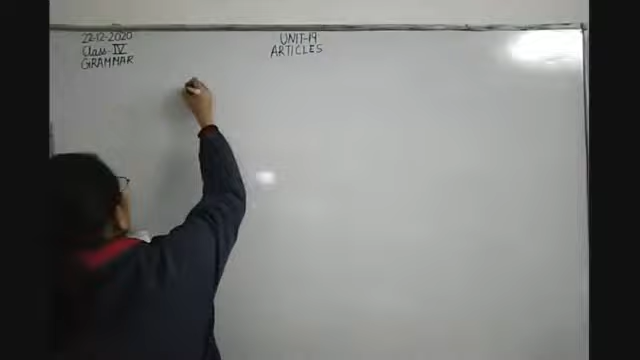 22-12-2020
Class-IV
GRAMMAR
UNIT-19
ARTICLES